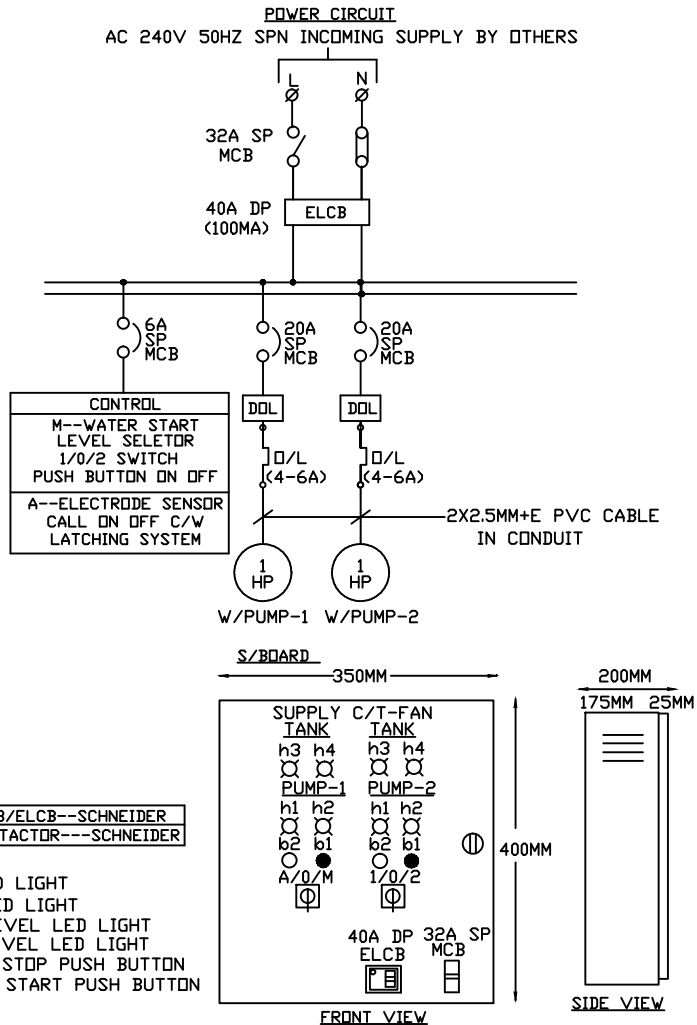 POWER CIRCUIT
AC 240V 50HZ SPN INCOMING SUPPLY BY OTHERS
L N
32A SP
MCB
40A DP
(100MA)
ELCB
6A
SP
MCB
20A
SP
MCB
20A
SP
MCB
CONTROL
M--WATER START
LEVEL SELETOR
1/0/2 SWITCH
PUSH BUTTON ON OFF
A--ELECTRODE SENSOR
CALL ON OFF C/W
LATCHING SYSTEM
DOL
DOL
O/L
(4-6A)
O/L
(4-6A)
2X2.5MM+E PVC CABLE
IN CONDUIT
1
HP
1
HP
W/PUMP-1 W/PUMP-2
S/BOARD
350MM
200MM
175MM 25MM
SUPPLY C/T-FAN
TANK TANK
h3 h4 h3 h4
PUMP-1 PUMP-2
h1 h2 h1 h2
b2 b1 b2 b1
A/O/M 1/0/2
400MM
40A DP
ELCB
32A SP
MCB
FRONT VIEW
SIDE VIEW
B/ELCB--SCHNEIDER
TACTOR---SCHNEIDER
D LIGHT
ED LIGHT
EVEL LED LIGHT
VEL LED LIGHT
STOP PUSH BUTTON
START PUSH BUTTON